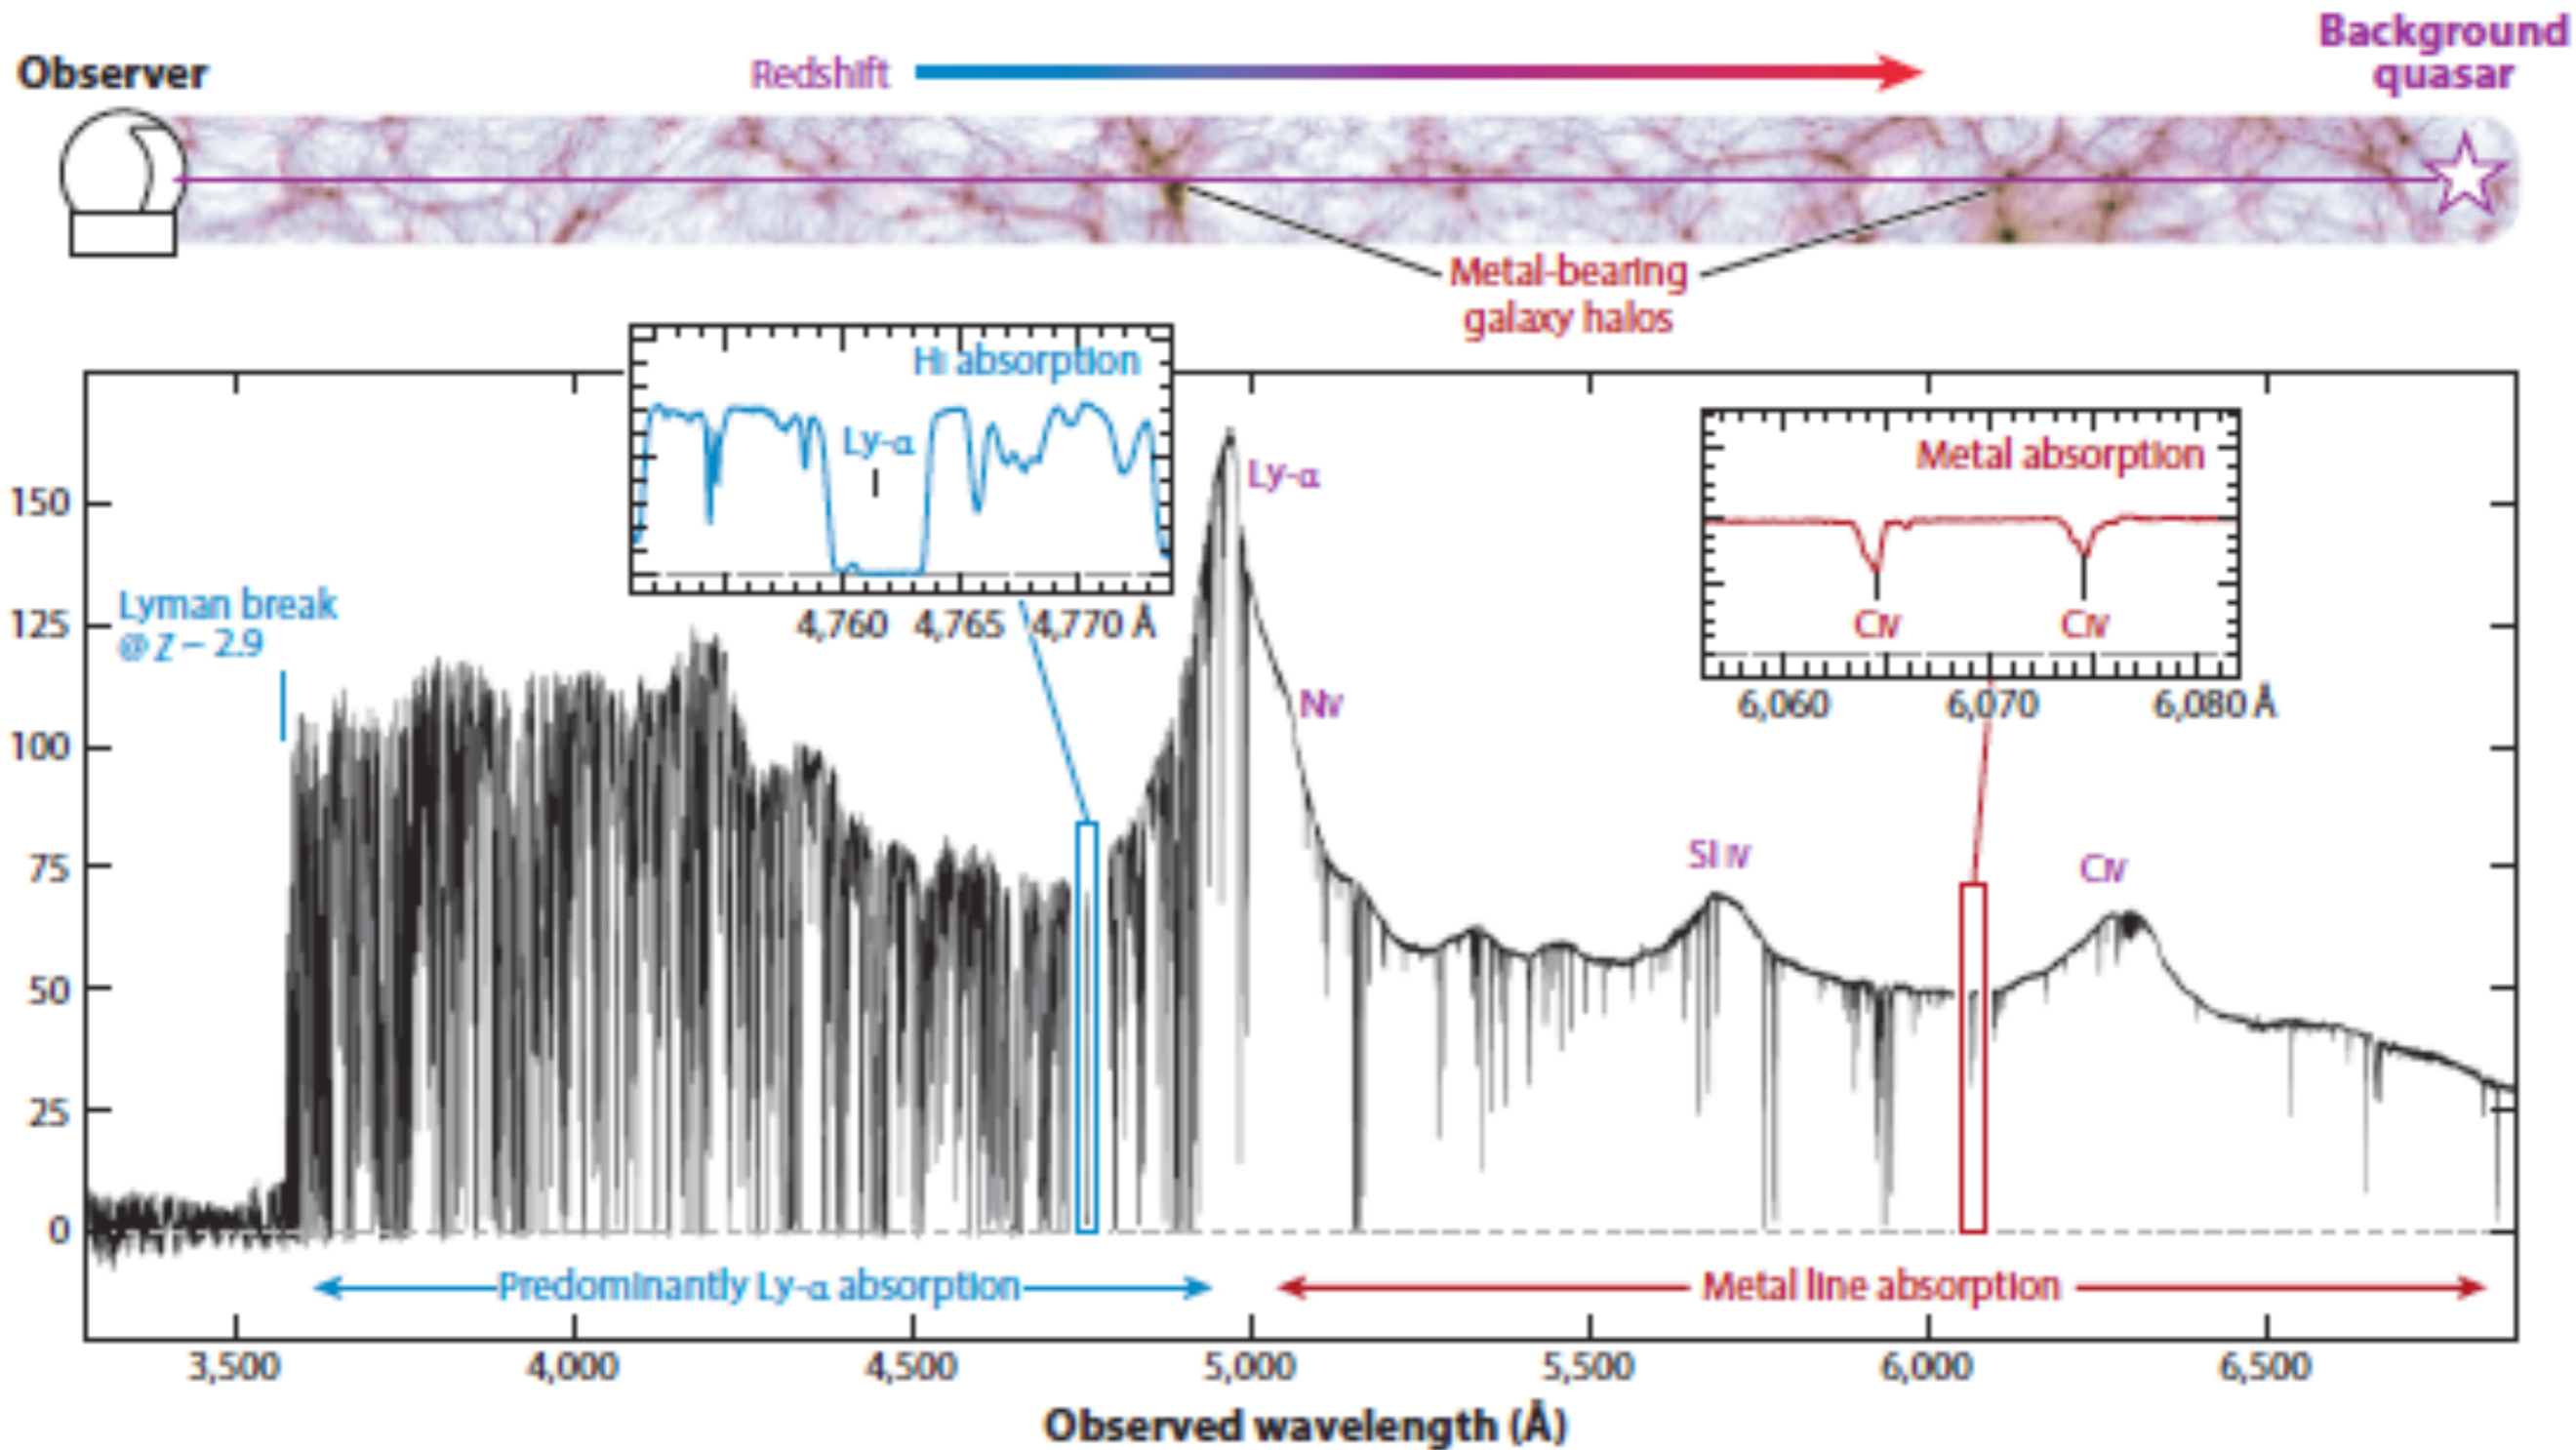 Observer
Redshift
Background
quasar
Metal-bearing
galaxy halos
HI absorption
Ly-α
4,760 4,765 4,770 Å
Metal absorption
CIV CIV
6,060 6,070 6,080 Å
Lyman break
@ z – 2.9
Ly-α
NV
SI IV
CIV
150
125
100
75
50
25
0
Predominantly Ly-α absorption
Metal line absorption
3,500 4,000 4,500 5,000 5,500 6,000 6,500
Observed wavelength (Å)